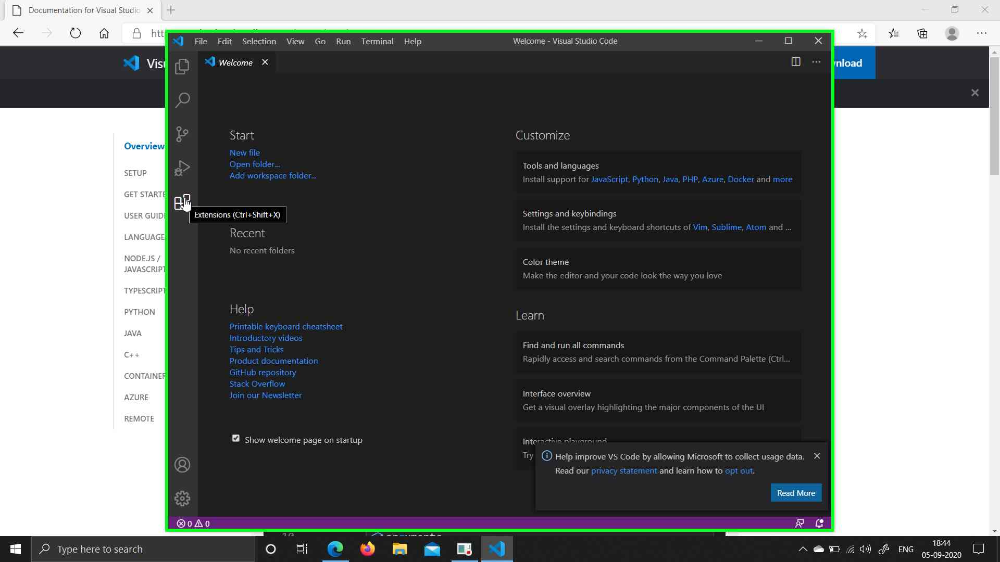 Documentation for Visual Studio
File Edit Selection View Go Run Terminal Help
Welcome - Visual Studio Code
Welcome
Overview
SETUP
USER
LANGUAGE
NODE.JS /
JAVASCRIPT
TYPESCRIPT
PYTHON
JAVA
C++
AZURE
REMOTE
Extensions (Ctrl+Shift+X)
Start
New file
Open folder...
Add workspace folder...
Recent
No recent folders
Help
Printable keyboard cheatsheet
Introductory videos
Tips and Tricks
Product documentation
GitHub repository
Stack Overflow
Join our Newsletter
Show welcome page on startup
Customize
Tools and languages
Install support for JavaScript, Python, Java, PHP, Azure, Docker and more
Settings and keybindings
Install the settings and keyboard shortcuts of Vim, Sublime, Atom and ...
Color theme
Make the editor and your code look the way you love
Learn
Find and run all commands
Rapidly access and search commands from the Command Palette (Ctrl...
Interface overview
Get a visual overlay highlighting the major components of the UI
Interactive playground
Try
Help improve VS Code by allowing Microsoft to collect usage data.
Read our privacy statement and learn how to opt out.
Read More
0 0
Type here to search
ENG
18:44
05-09-2020